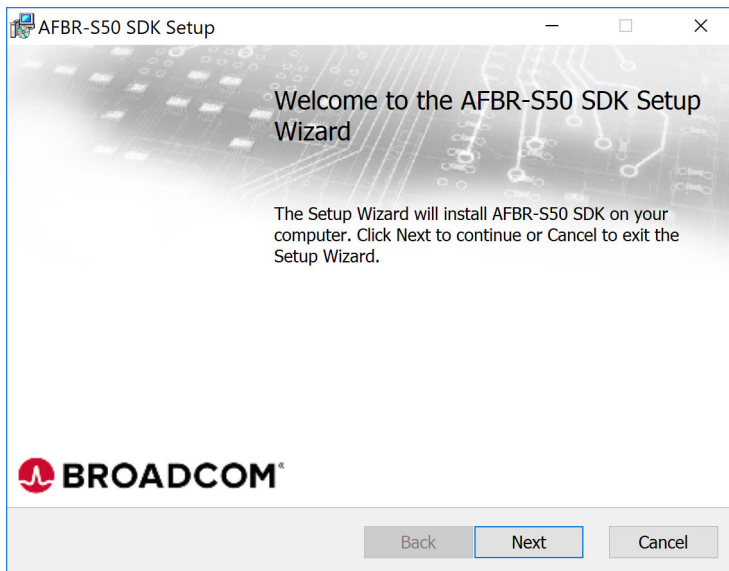 AFBR-S50 SDK Setup
Welcome to the AFBR-S50 SDK Setup
Wizard
The Setup Wizard will install AFBR-S50 SDK on your
computer. Click Next to continue or Cancel to exit the
Setup Wizard.
BROADCOM®
Back Next Cancel